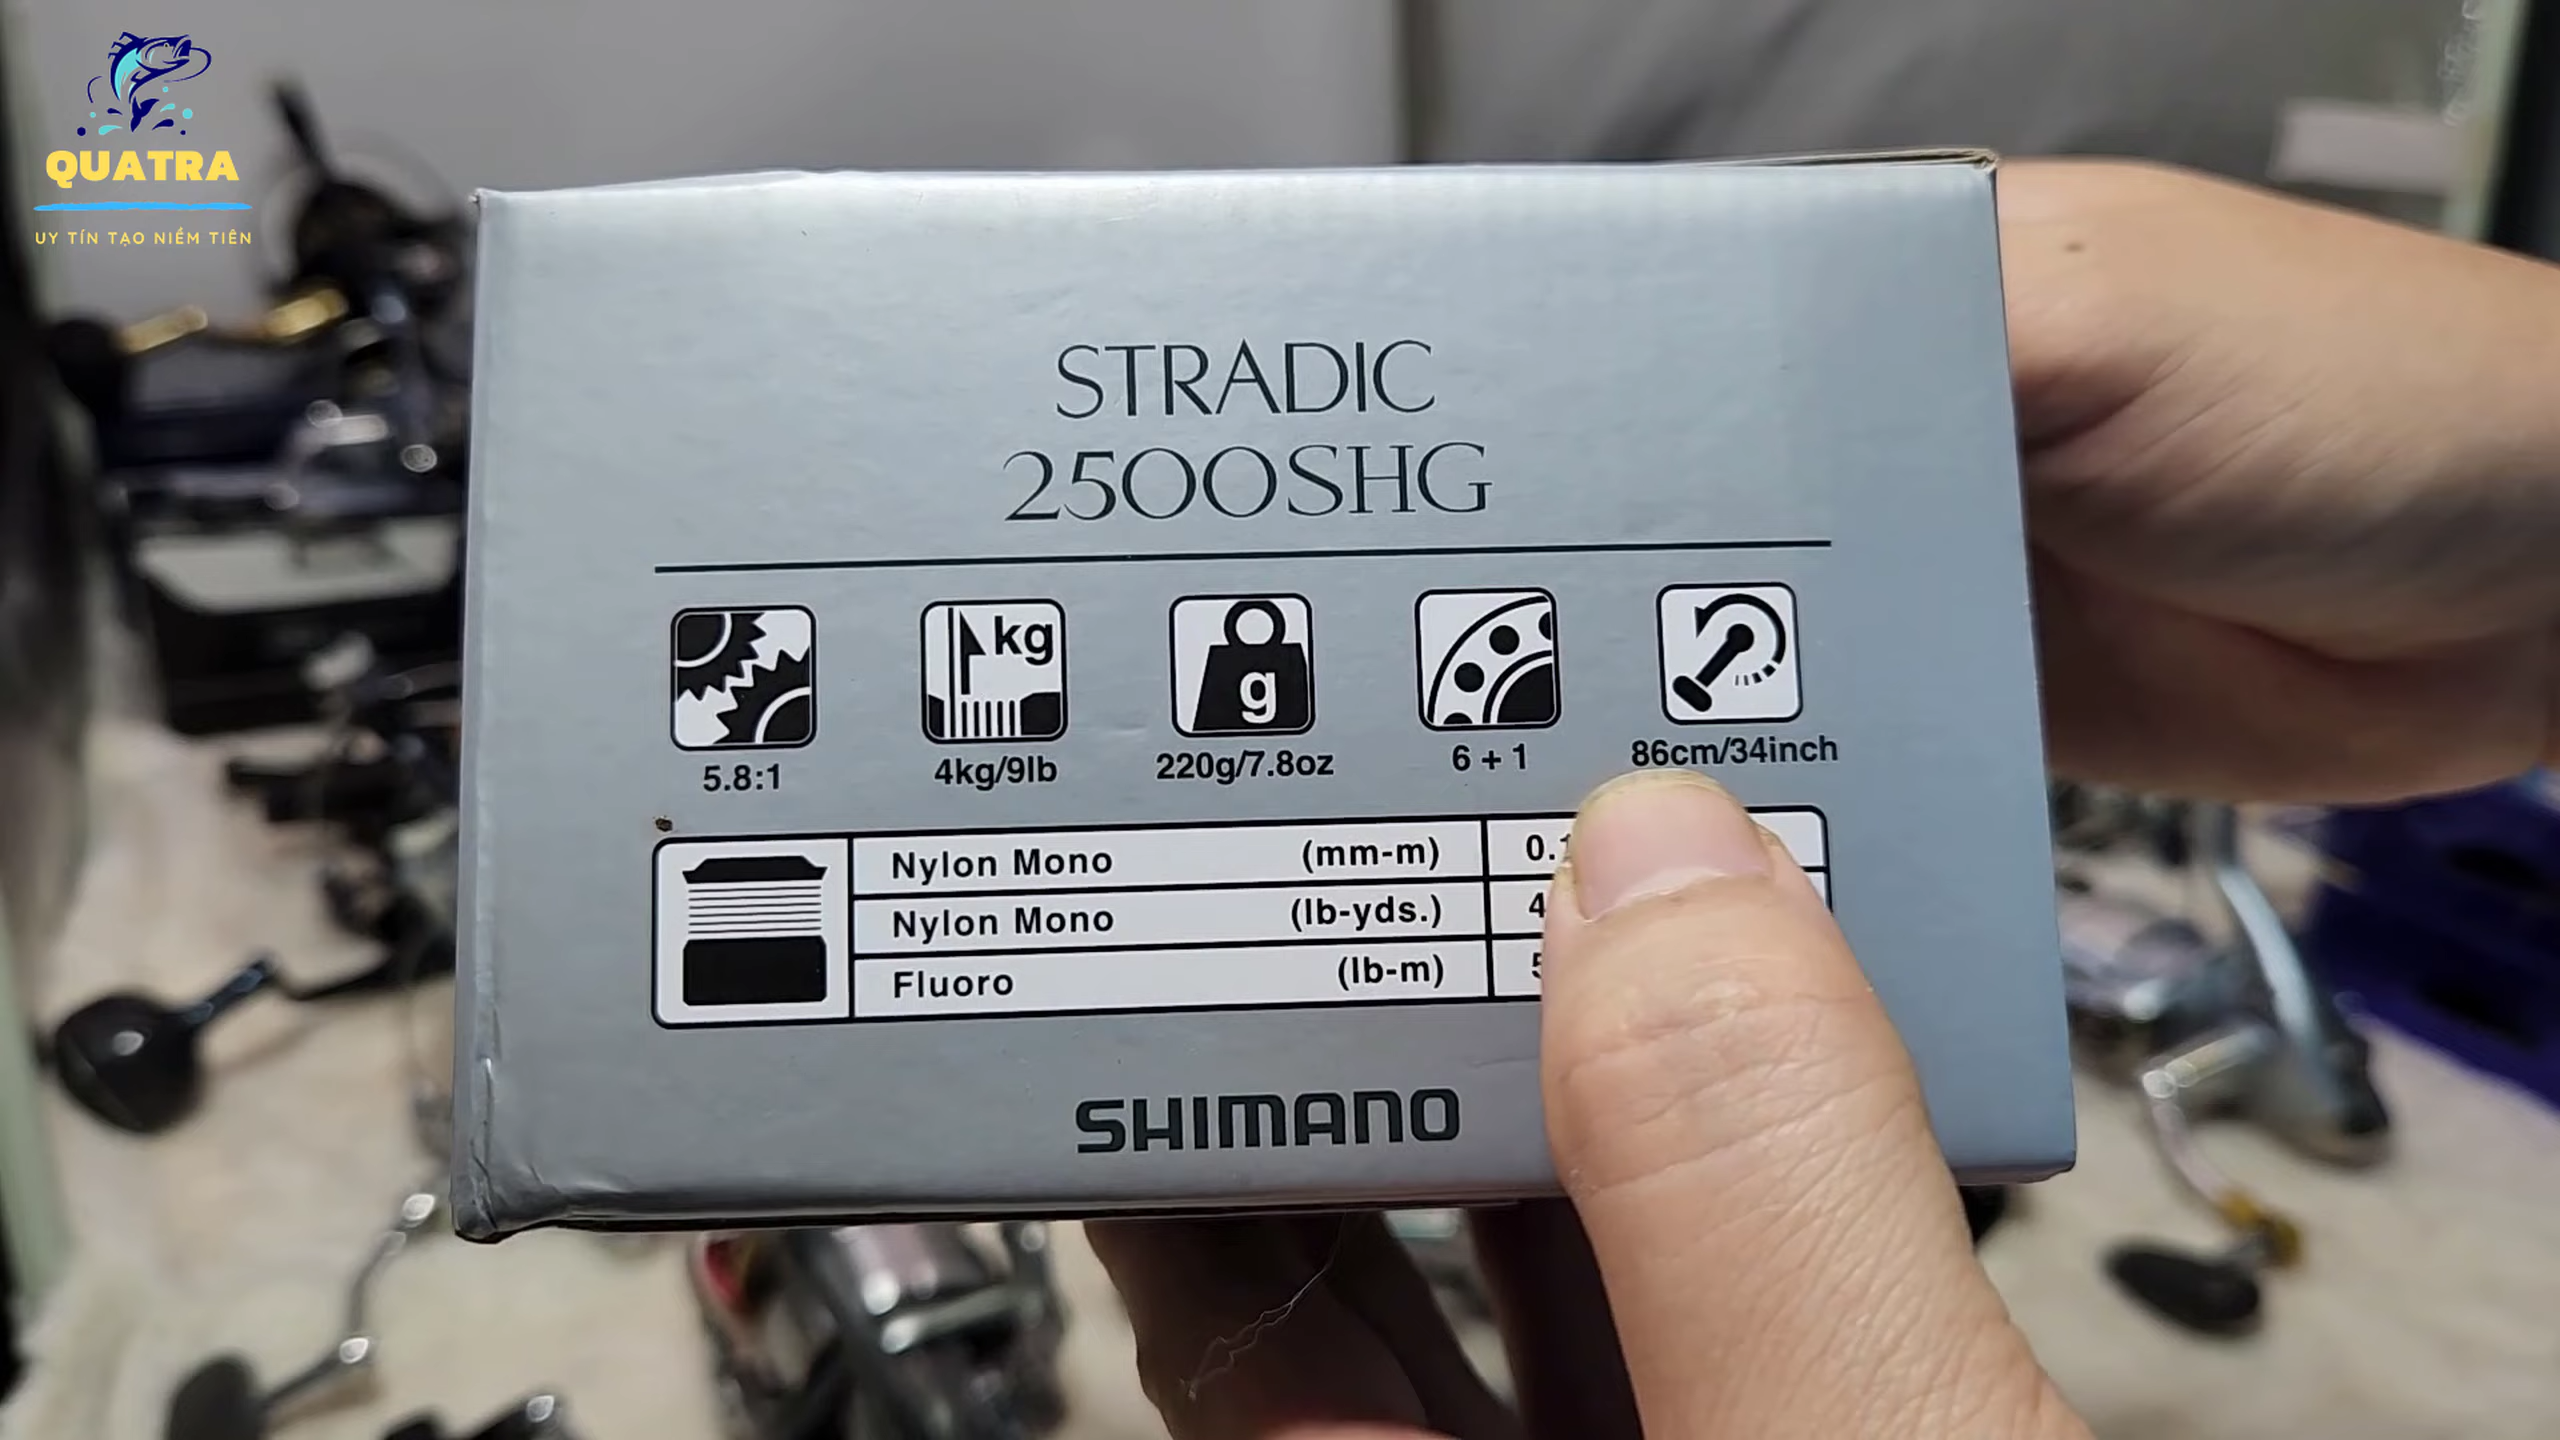 QUATRA
UY TÍN TẠO NIỀM TIÊN
STRADIC
2500SHG
kg
g
5.8:1
4kg/9lb
220g/7.8oz
6 + 1
86cm/34inch
Nylon Mono (mm-m)
Nylon Mono (lb-yds.)
Fluoro (lb-m)
SHIMANO